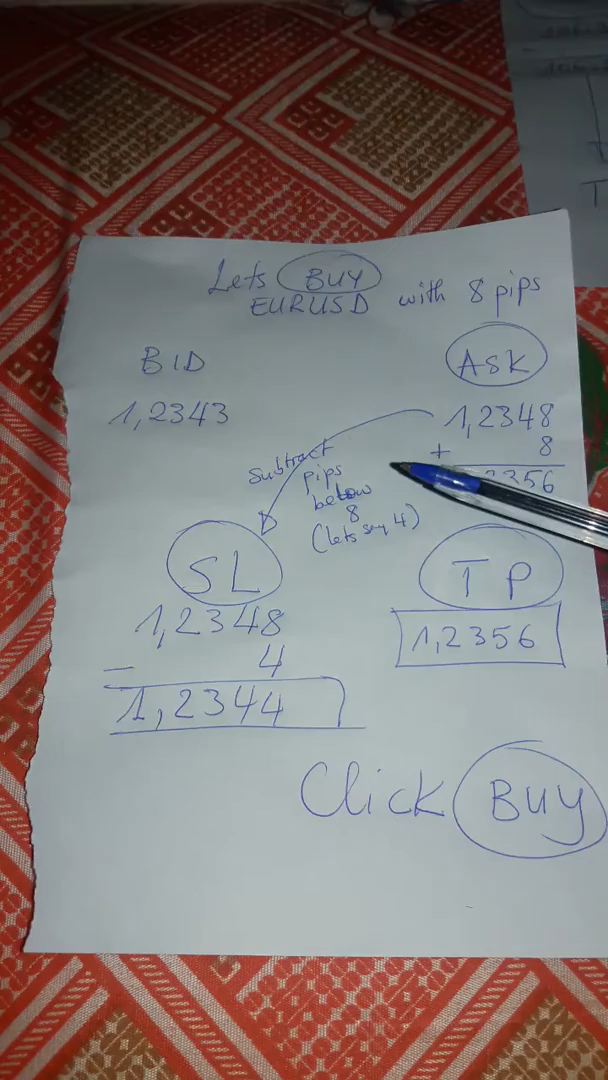 Lets BUY
EURUSD with 8 pips
BID
1,2343
ASK
1,2348
+ 8
2356
Subtract
pips
below
8
(lets say 4)
SL
1,2348
- 4
1,2344
TP
1,2356
Click BUY